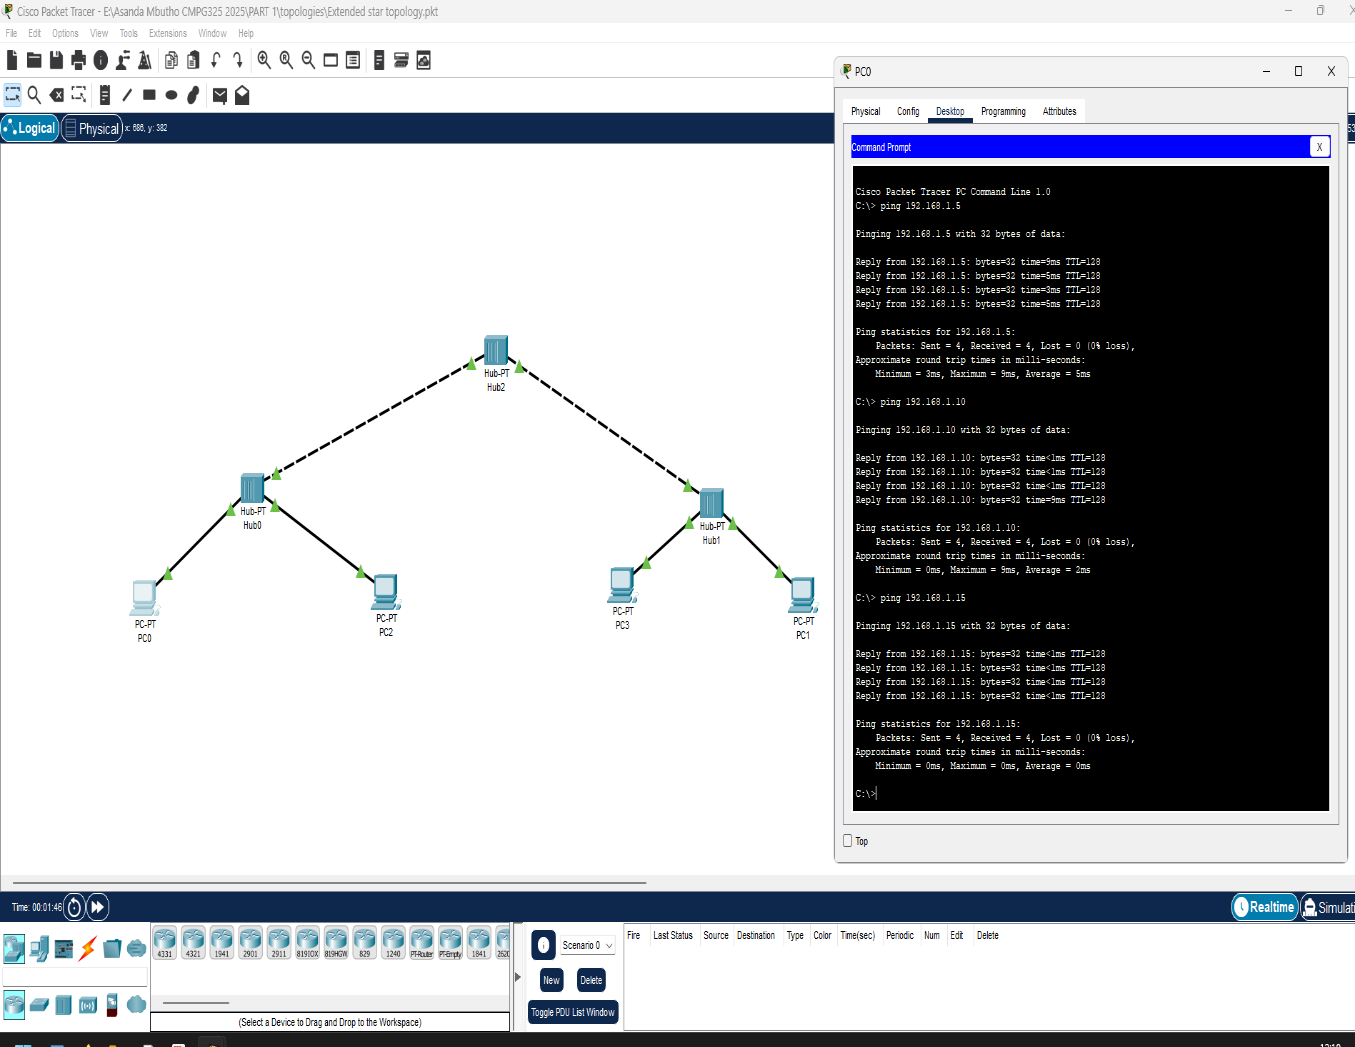 Cisco Packet Tracer - E:\Asanda Mbutho CMPG325 2025\PART 1\topologies\Extended star topology.pkt
File Edit Options View Tools Extensions Window Help
Logical Physical x: 686, y: 382
Hub-PT
Hub2
Hub-PT
Hub0
Hub-PT
Hub1
PC-PT
PC0
PC-PT
PC2
PC-PT
PC3
PC-PT
PC1
PC0
Physical Config Desktop Programming Attributes
Command Prompt X
Cisco Packet Tracer PC Command Line 1.0
C:\> ping 192.168.1.5
Pinging 192.168.1.5 with 32 bytes of data:
Reply from 192.168.1.5: bytes=32 time=9ms TTL=128
Reply from 192.168.1.5: bytes=32 time=5ms TTL=128
Reply from 192.168.1.5: bytes=32 time=3ms TTL=128
Reply from 192.168.1.5: bytes=32 time=5ms TTL=128
Ping statistics for 192.168.1.5:
Packets: Sent = 4, Received = 4, Lost = 0 (0% loss),
Approximate round trip times in milli-seconds:
Minimum = 3ms, Maximum = 9ms, Average = 5ms
C:\> ping 192.168.1.10
Pinging 192.168.1.10 with 32 bytes of data:
Reply from 192.168.1.10: bytes=32 time<1ms TTL=128
Reply from 192.168.1.10: bytes=32 time<1ms TTL=128
Reply from 192.168.1.10: bytes=32 time<1ms TTL=128
Reply from 192.168.1.10: bytes=32 time=9ms TTL=128
Ping statistics for 192.168.1.10:
Packets: Sent = 4, Received = 4, Lost = 0 (0% loss),
Approximate round trip times in milli-seconds:
Minimum = 0ms, Maximum = 9ms, Average = 2ms
C:\> ping 192.168.1.15
Pinging 192.168.1.15 with 32 bytes of data:
Reply from 192.168.1.15: bytes=32 time<1ms TTL=128
Reply from 192.168.1.15: bytes=32 time<1ms TTL=128
Reply from 192.168.1.15: bytes=32 time<1ms TTL=128
Reply from 192.168.1.15: bytes=32 time<1ms TTL=128
Ping statistics for 192.168.1.15:
Packets: Sent = 4, Received = 4, Lost = 0 (0% loss),
Approximate round trip times in milli-seconds:
Minimum = 0ms, Maximum = 0ms, Average = 0ms
C:\>
Top
Time: 00:01:46 Realtime Simulati
4331 4321 1941 2901 2911 819IOX 819HGW 829 1240 PT-Router PT-Empty 1841 262
(Select a Device to Drag and Drop to the Workspace)
Scenario 0
New Delete
Toggle PDU List Window
Fire Last Status Source Destination Type Color Time(sec) Periodic Num Edit Delete